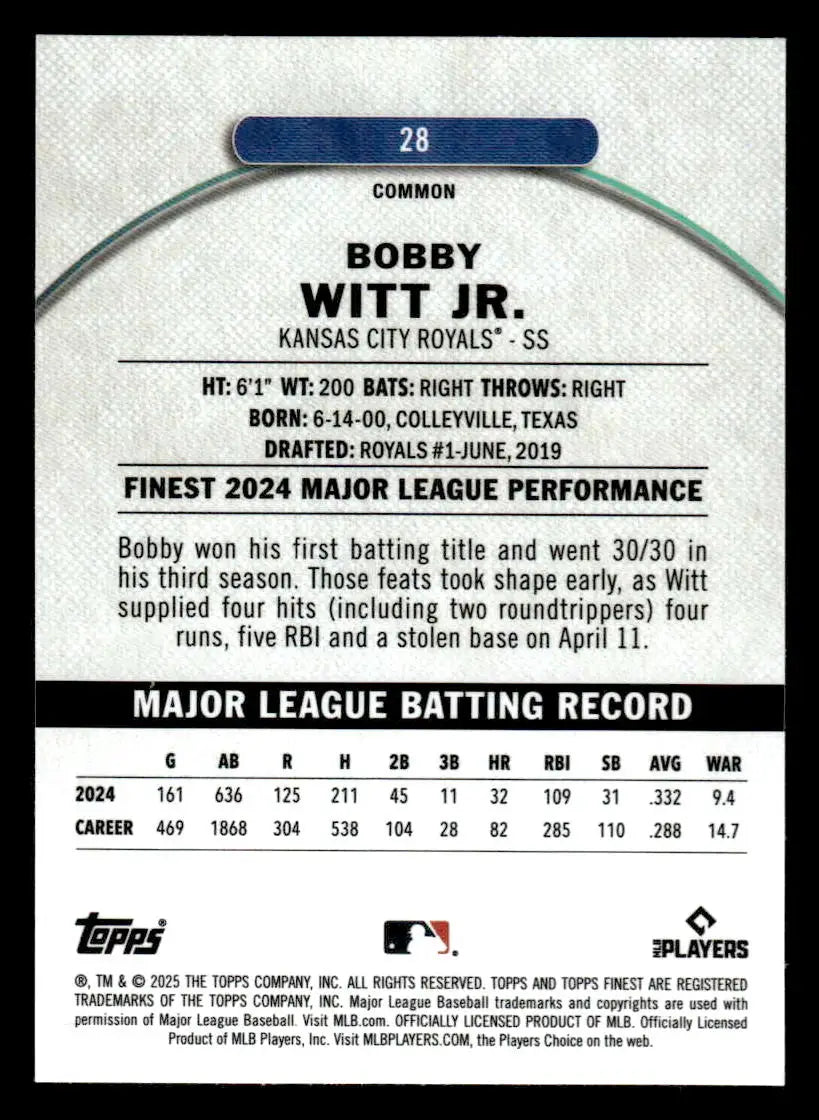 28
COMMON
BOBBY
WITT JR.
KANSAS CITY ROYALS® - SS
HT: 6'1" WT: 200 BATS: RIGHT THROWS: RIGHT
BORN: 6-14-00, COLLEYVILLE, TEXAS
DRAFTED: ROYALS #1-JUNE, 2019
FINEST 2024 MAJOR LEAGUE PERFORMANCE
Bobby won his first batting title and went 30/30 in
his third season. Those feats took shape early, as Witt
supplied four hits (including two roundtrippers) four
runs, five RBI and a stolen base on April 11.
MAJOR LEAGUE BATTING RECORD
G AB R H 2B 3B HR RBI SB AVG WAR
2024 161 636 125 211 45 11 32 109 31 .332 9.4
CAREER 469 1868 304 538 104 28 82 285 110 .288 14.7
Topps® MLB PLAYERS
®, TM & © 2025 THE TOPPS COMPANY, INC. ALL RIGHTS RESERVED. TOPPS AND TOPPS FINEST ARE REGISTERED
TRADEMARKS OF THE TOPPS COMPANY, INC. Major League Baseball trademarks and copyrights are used with
permission of Major League Baseball. Visit MLB.com. OFFICIALLY LICENSED PRODUCT OF MLB. Officially Licensed
Product of MLB Players, Inc. Visit MLBPLAYERS.COM, the Players Choice on the web.